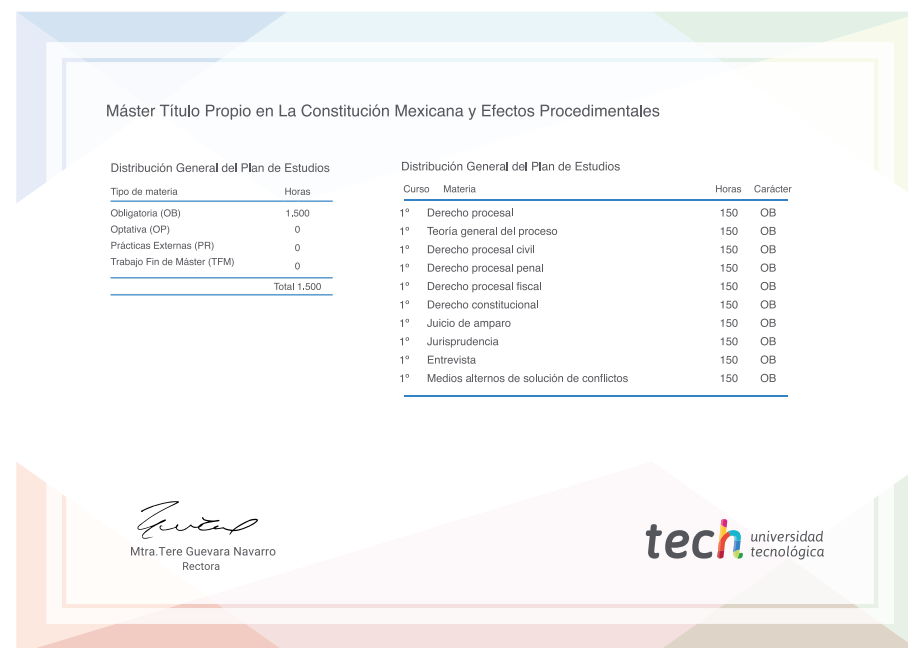 Máster Título Propio en La Constitución Mexicana y Efectos Procedimentales
Distribución General del Plan de Estudios
Tipo de materia Horas
Obligatoria (OB) 1,500
Optativa (OP) 0
Prácticas Externas (PR) 0
Trabajo Fin de Máster (TFM) 0
Total 1.500
Distribución General del Plan de Estudios
Curso Materia Horas Carácter
1º Derecho procesal 150 OB
1º Teoría general del proceso 150 OB
1º Derecho procesal civil 150 OB
1º Derecho procesal penal 150 OB
1º Derecho procesal fiscal 150 OB
1º Derecho constitucional 150 OB
1º Juicio de amparo 150 OB
1º Jurisprudencia 150 OB
1º Entrevista 150 OB
1º Medios alternos de solución de conflictos 150 OB
Mtra.Tere Guevara Navarro
Rectora
tech universidad
tecnológica